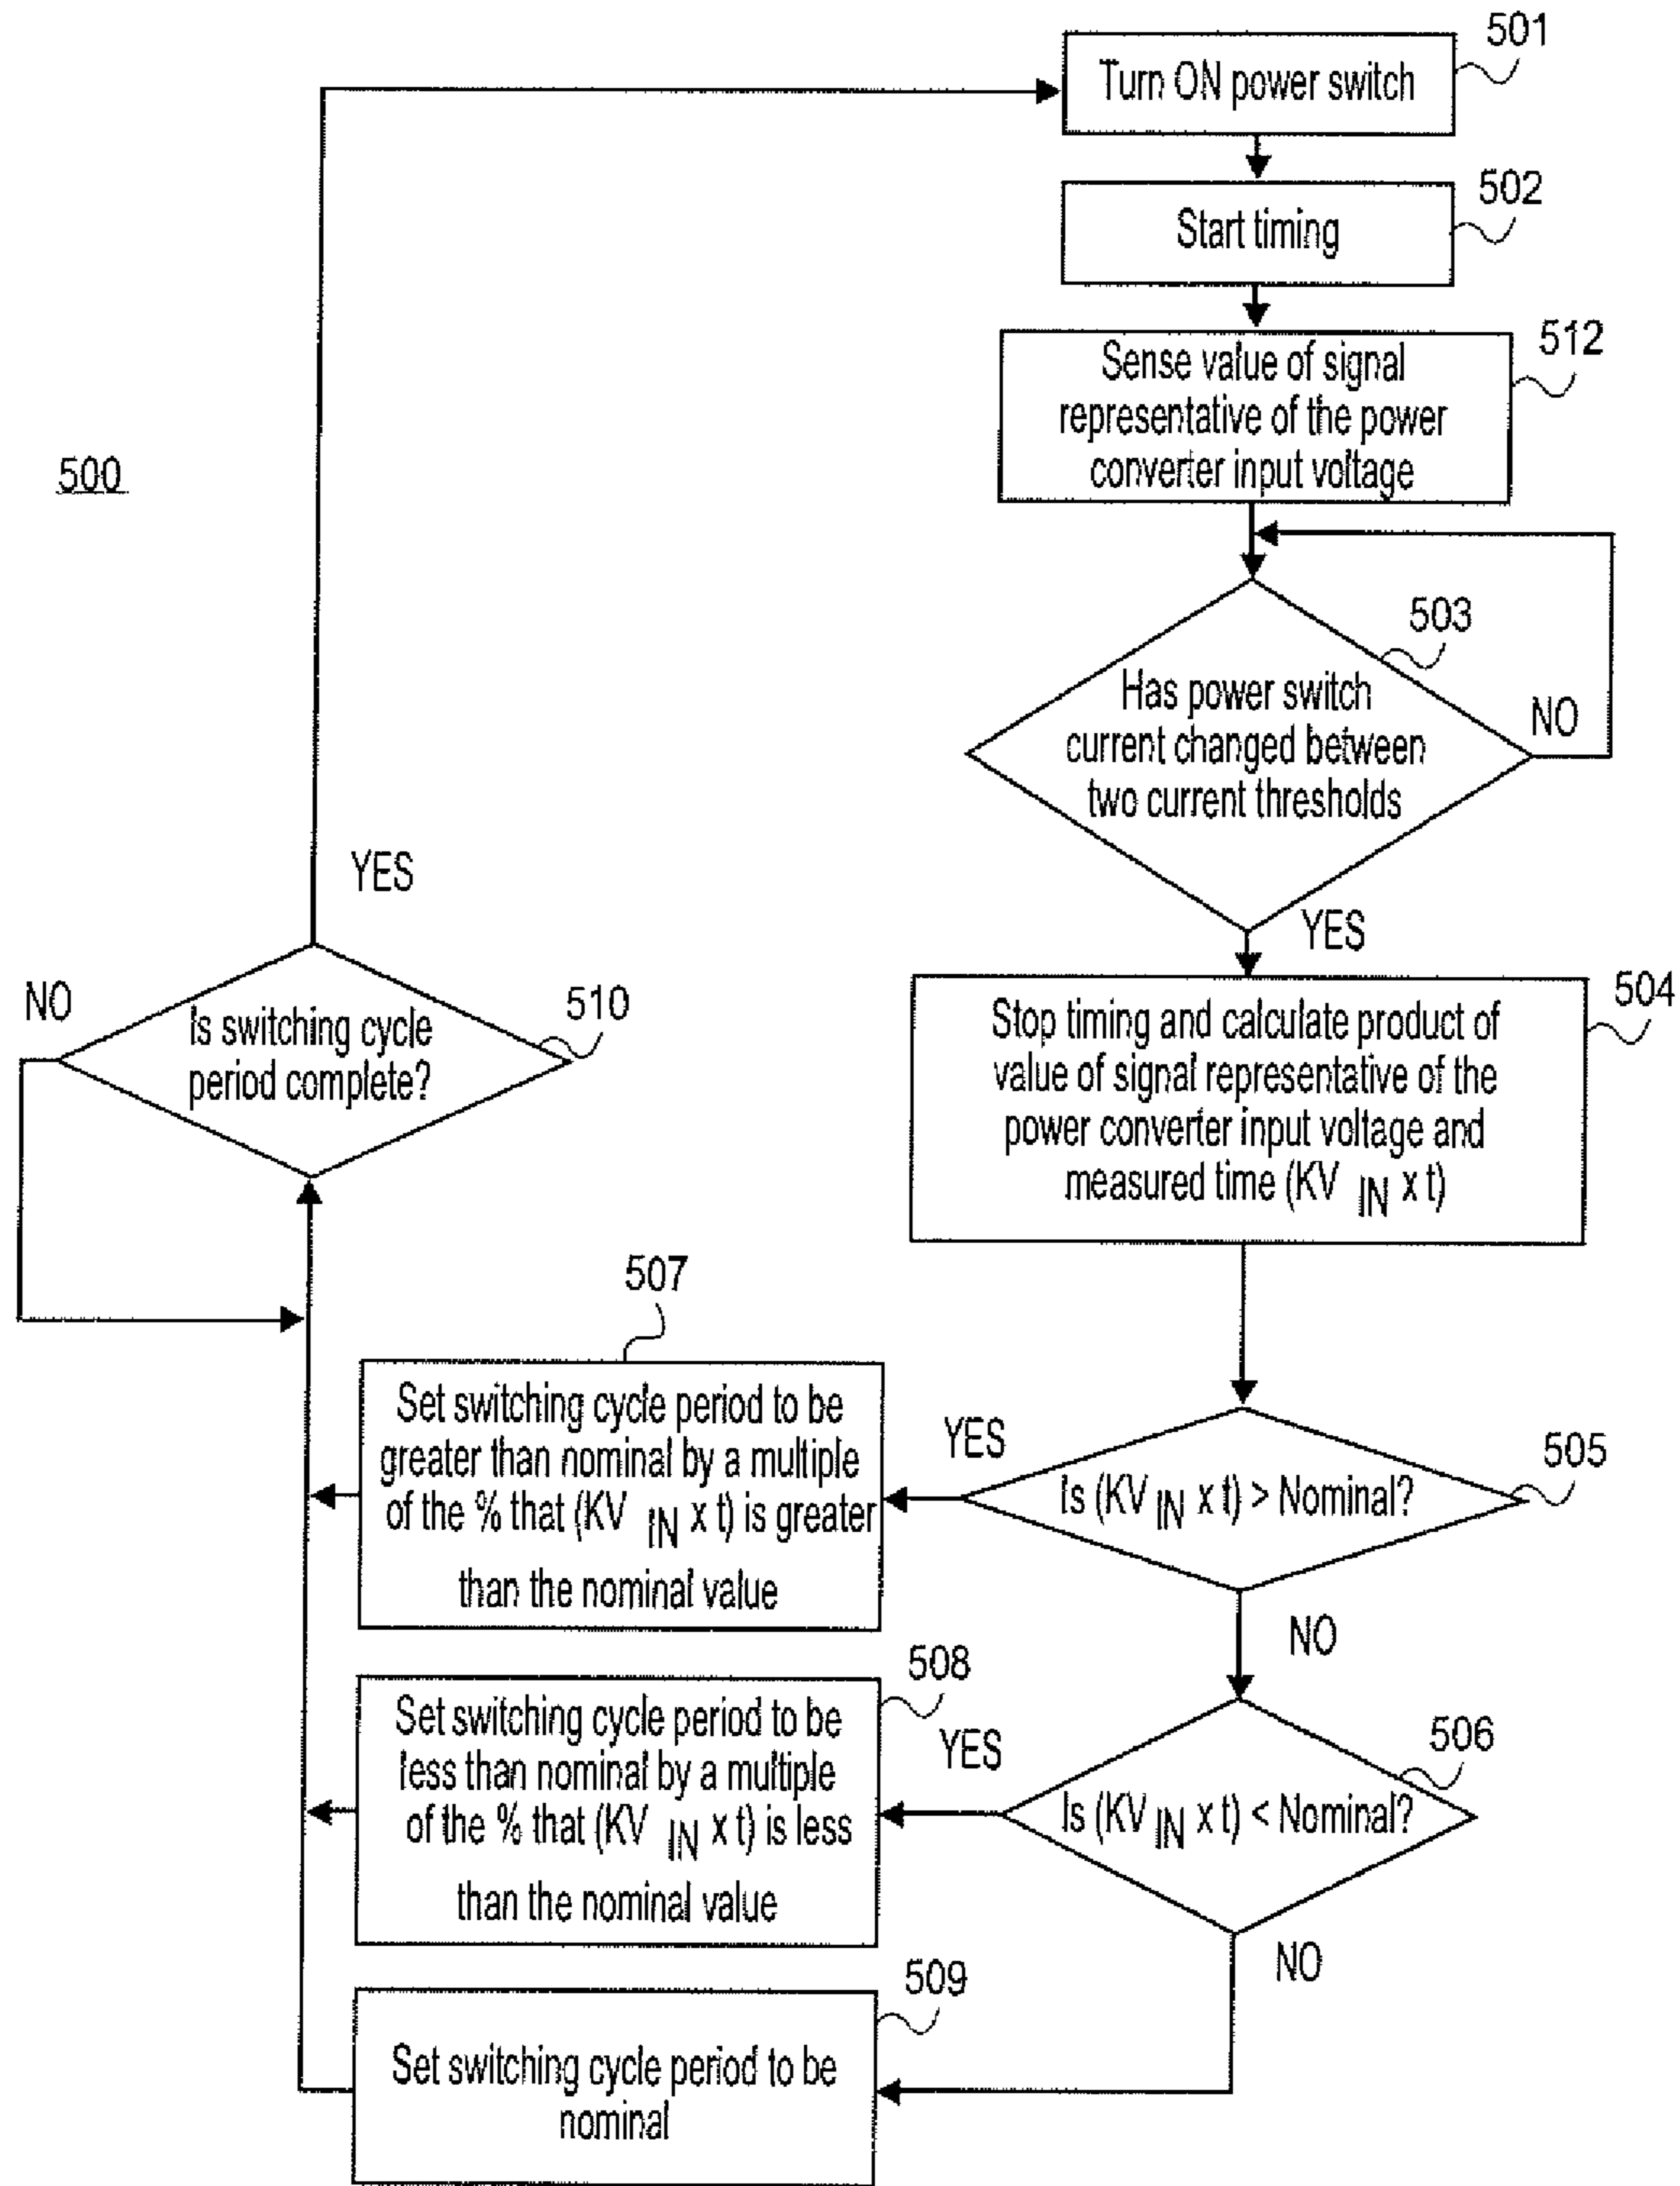 501
Turn ON power switch
502
Start timing
512
Sense value of signal
representative of the power
converter input voltage
500
503
Has power switch
current changed between
two current thresholds
NO
YES
YES
504
Stop timing and calculate product of
value of signal representative of the
power converter input voltage and
measured time (KV IN x t)
NO
510
Is switching cycle
period complete?
507
Set switching cycle period to be
greater than nominal by a multiple
of the % that (KV IN x t) is greater
than the nominal value
YES
505
Is (KV IN x t) > Nominal?
NO
508
Set switching cycle period to be
less than nominal by a multiple
of the % that (KV IN x t) is less
than the nominal value
YES
506
Is (KV IN x t) < Nominal?
NO
509
Set switching cycle period to be
nominal